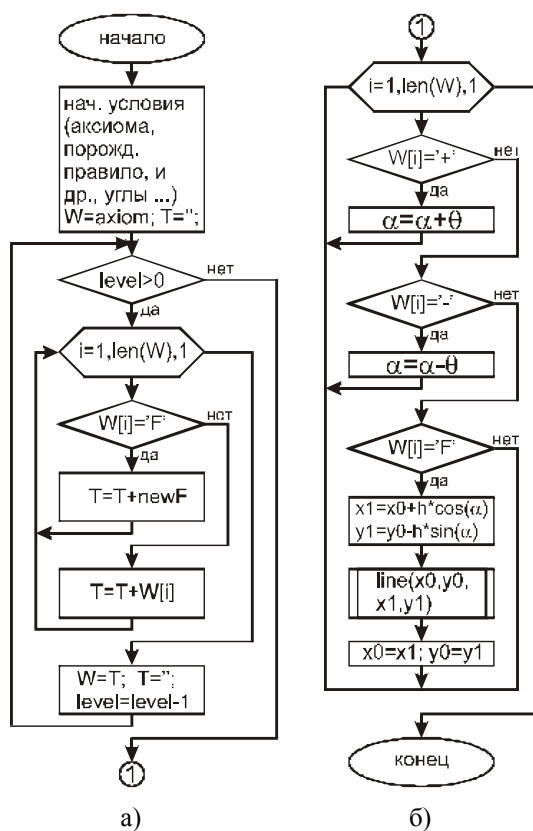 начало
нач. условия
(аксиома,
порожд.
правило, и
др., углы ...)
W=axiom; T='';
level>0
нет
да
i=1,len(W),1
W[i]='F'
нет
да
T=T+newF
T=T+W[i]
W=T; T='';
level=level-1
1
а)
1
i=1,len(W),1
W[i]='+'
нет
да
α=α+θ
W[i]='-'
нет
да
α=α-θ
W[i]='F'
нет
да
x1=x0+h*cos(α)
y1=y0-h*sin(α)
line(x0,y0,
x1,y1)
x0=x1; y0=y1
конец
б)